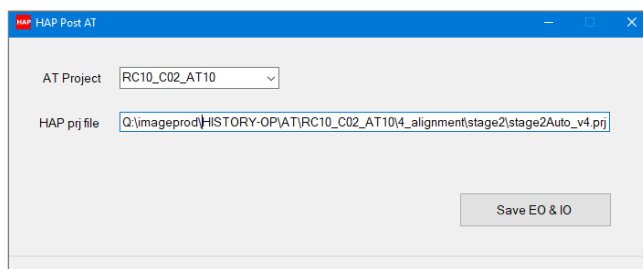 HAP HAP Post AT
AT Project RC10_C02_AT10
HAP prj file Q:\imageprod\HISTORY-OP\AT\RC10_C02_AT10\4_alignment\stage2\stage2Auto_v4.prj
Save EO & IO